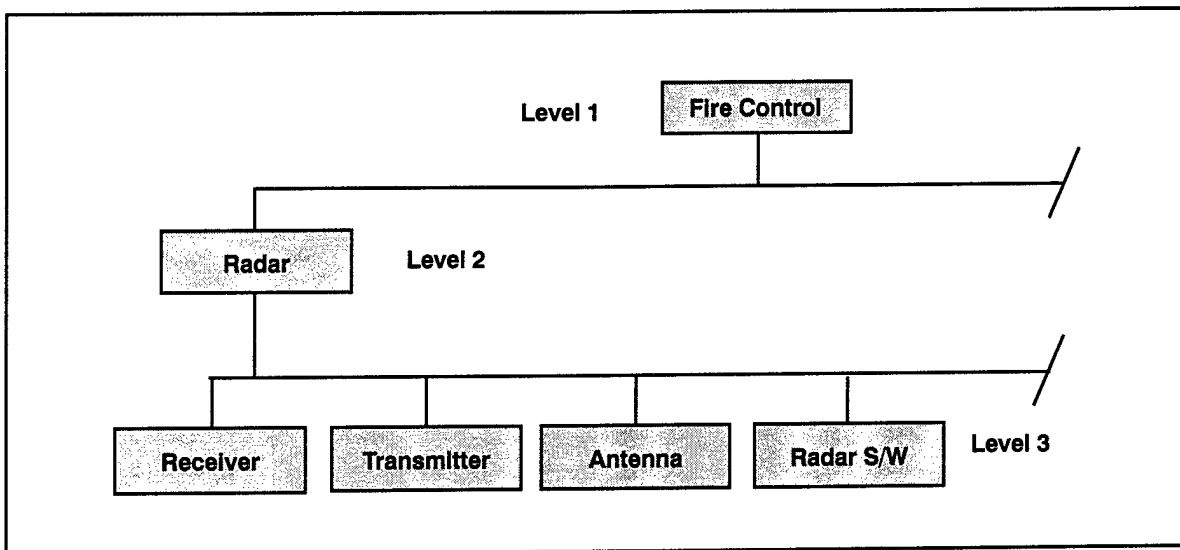 Level 1
Fire Control
Radar
Level 2
Receiver
Transmitter
Antenna
Radar S/W
Level 3